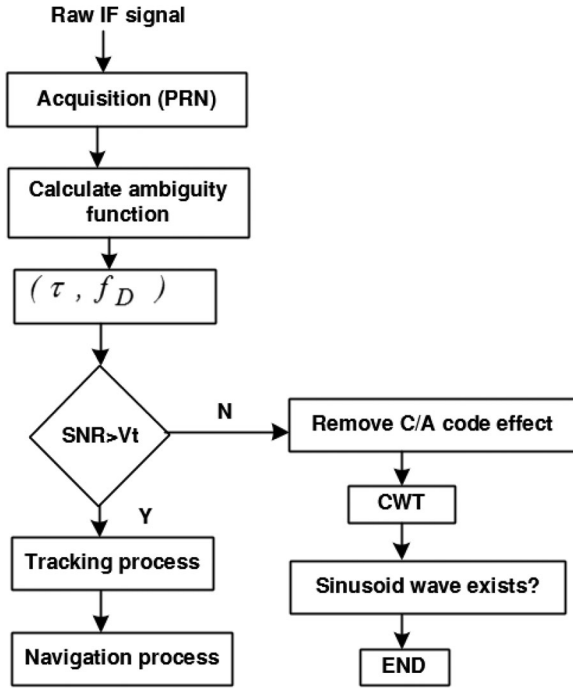 Raw IF signal
Acquisition (PRN)
Calculate ambiguity
function
( τ , f D )
SNR>Vt
N
Remove C/A code effect
CWT
Y
Tracking process
Sinusoid wave exists?
Navigation process
END